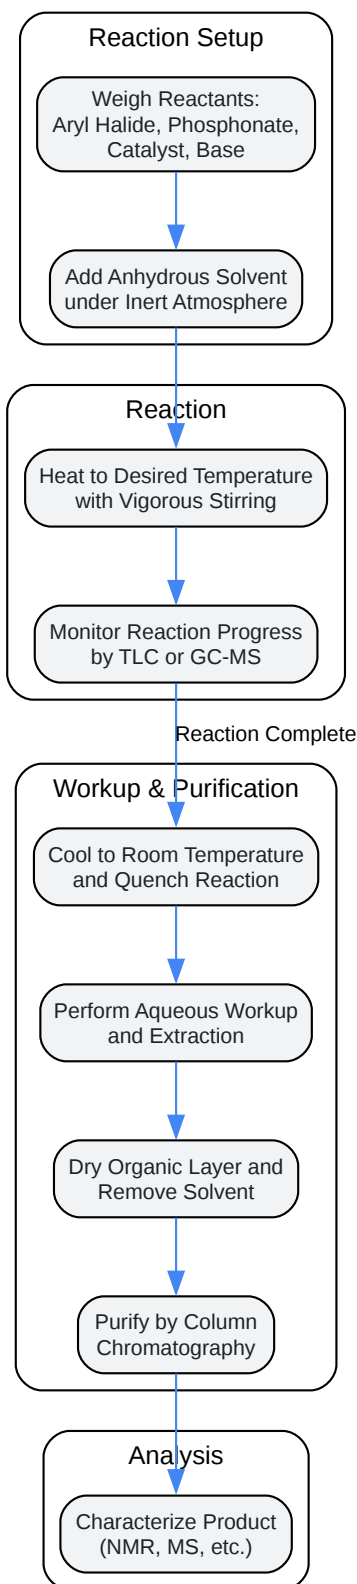 Reaction Setup
Weigh Reactants:
Aryl Halide, Phosphonate,
Catalyst, Base
Add Anhydrous Solvent
under Inert Atmosphere
Reaction
Heat to Desired Temperature
with Vigorous Stirring
Monitor Reaction Progress
by TLC or GC-MS
Reaction Complete
Workup & Purification
Cool to Room Temperature
and Quench Reaction
Perform Aqueous Workup
and Extraction
Dry Organic Layer and
Remove Solvent
Purify by Column
Chromatography
Analysis
Characterize Product
(NMR, MS, etc.)